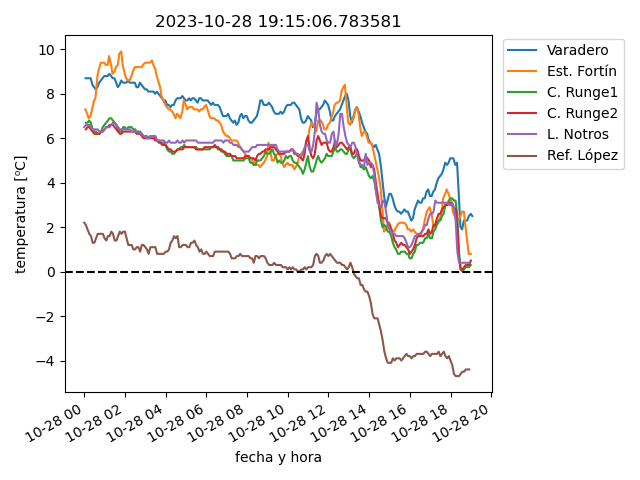 2023-10-28 19:15:06.783581
temperatura [ºC]
10
8
6
4
2
0
−2
−4
10-28 00
10-28 02
10-28 04
10-28 06
10-28 08
10-28 10
10-28 12
10-28 14
10-28 16
10-28 18
10-28 20
fecha y hora
Varadero
Est. Fortín
C. Runge1
C. Runge2
L. Notros
Ref. López